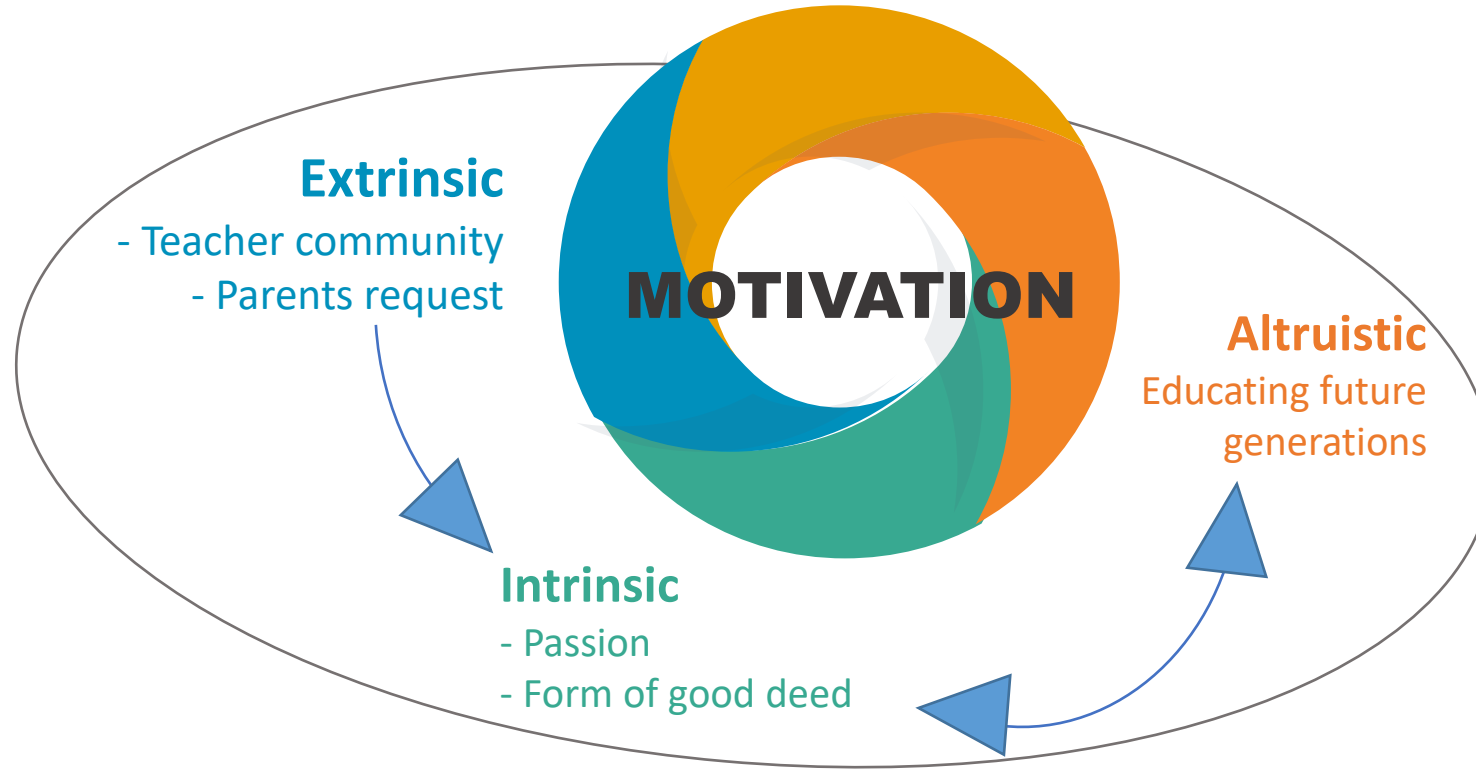 Extrinsic
- Teacher community
- Parents request
MOTIVATION
Altruistic
Educating future
generations
Intrinsic
- Passion
- Form of good deed